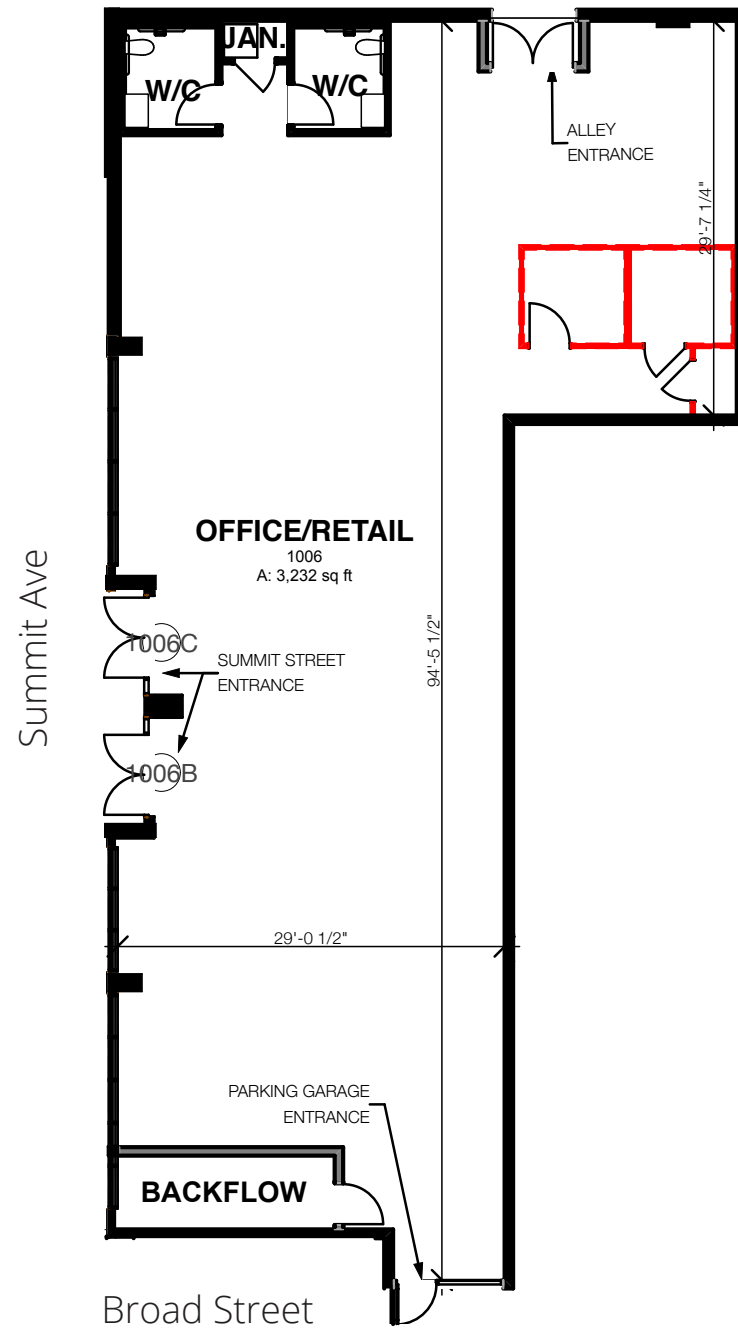 JAN.
W/C
W/C
ALLEY
ENTRANCE
29'-7 1/4"
OFFICE/RETAIL
1006
A: 3,232 sq ft
Summit Ave
94'-5 1/2"
1006C
SUMMIT STREET
ENTRANCE
1006B
29'-0 1/2"
PARKING GARAGE
ENTRANCE
BACKFLOW
Broad Street